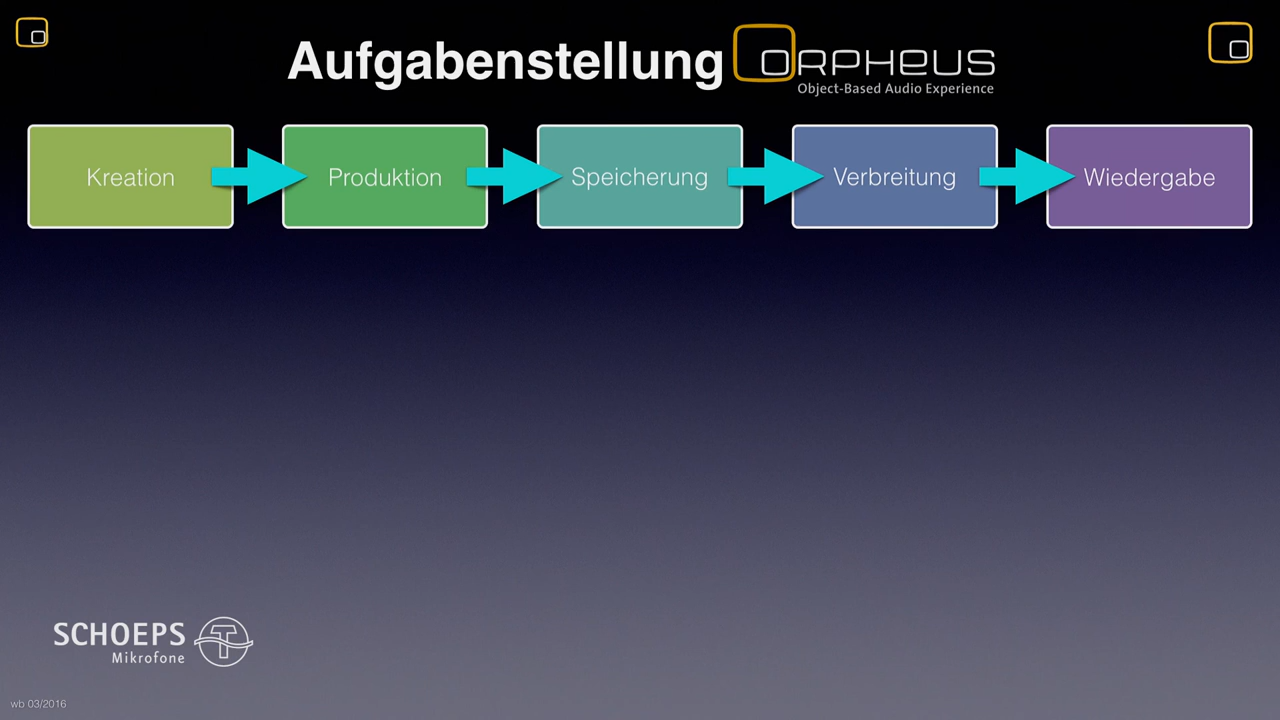 Aufgabenstellung ORPHEUS
Object-Based Audio Experience
Kreation
Produktion
Speicherung
Verbreitung
Wiedergabe
SCHOEPS
Mikrofone
wb 03/2016